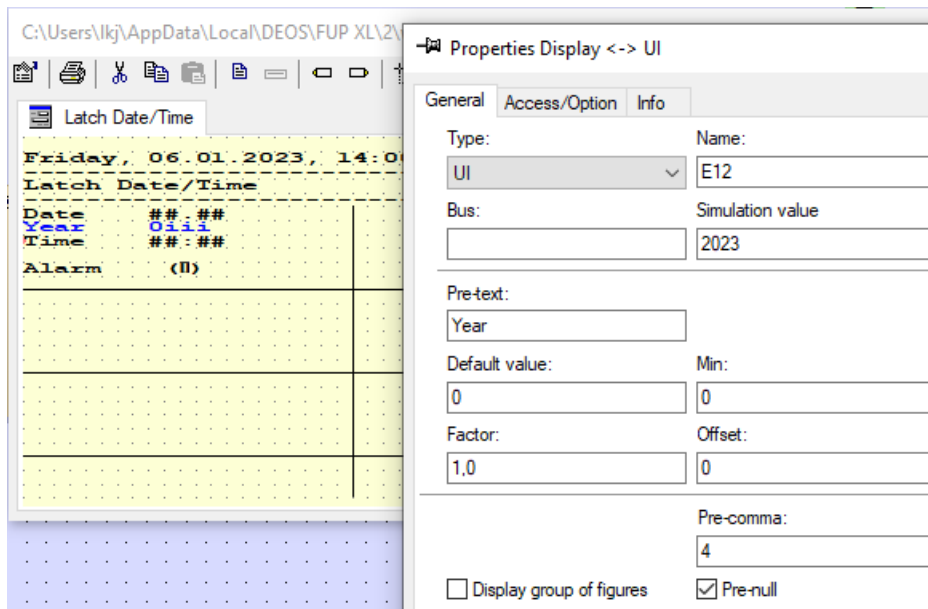 C:\Users\lkj\AppData\Local\DEOS\FUP XL\2\
Latch Date/Time
Friday, 06.01.2023, 14:0
Latch Date/Time
Date ##.##
Year 0iii
Time ##:##
Alarm
Properties Display <-> UI
General Access/Option Info
Type: Name:
UI E12
Bus: Simulation value
2023
Pre-text:
Year
Default value: Min:
0 0
Factor: Offset:
1,0 0
Pre-comma:
4
Display group of figures Pre-null